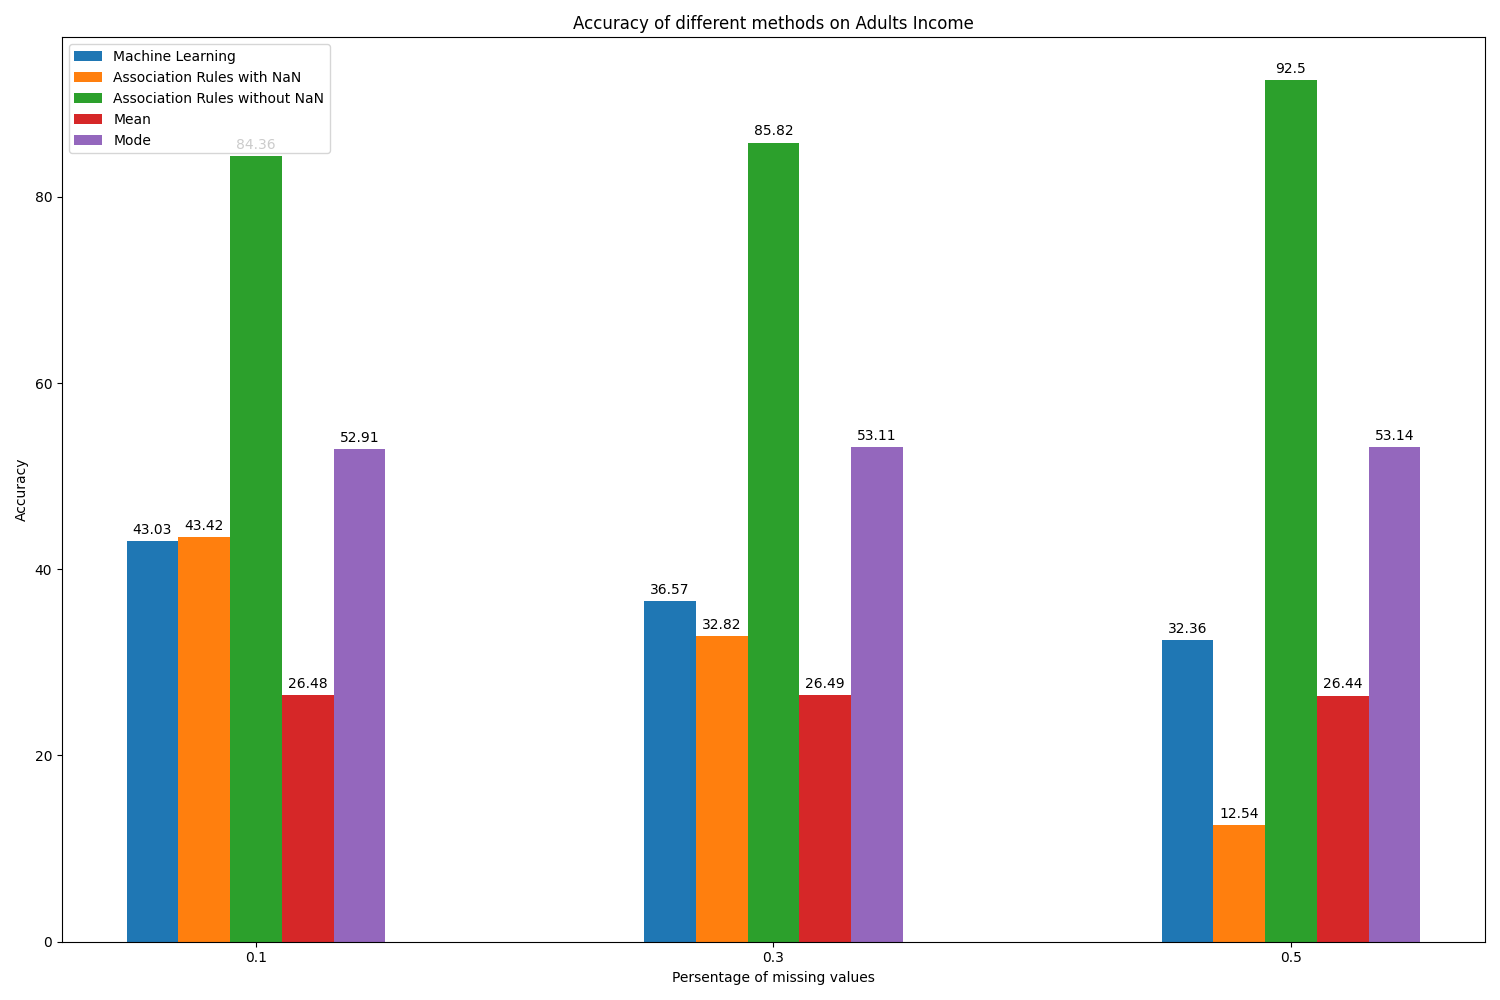 Accuracy of different methods on Adults Income
Machine Learning
Association Rules with NaN
Association Rules without NaN
Mean
Mode
84.36
85.82
92.5
43.03
43.42
26.48
52.91
36.57
32.82
26.49
53.11
32.36
12.54
26.44
53.14
Accuracy
80
60
40
20
0
0.1
0.3
0.5
Persentage of missing values